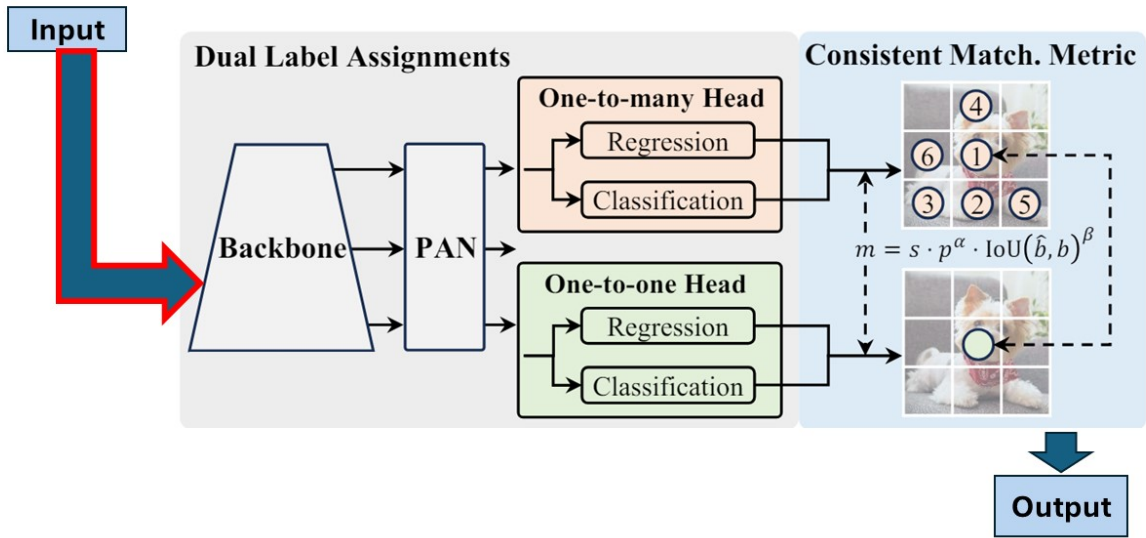 Input
Dual Label Assignments
Consistent Match. Metric
One-to-many Head
Regression
Classification
Backbone
PAN
One-to-one Head
Regression
Classification
4
6
1
3
2
5
m = s · p^α · IoU(b̂, b)^β
Output